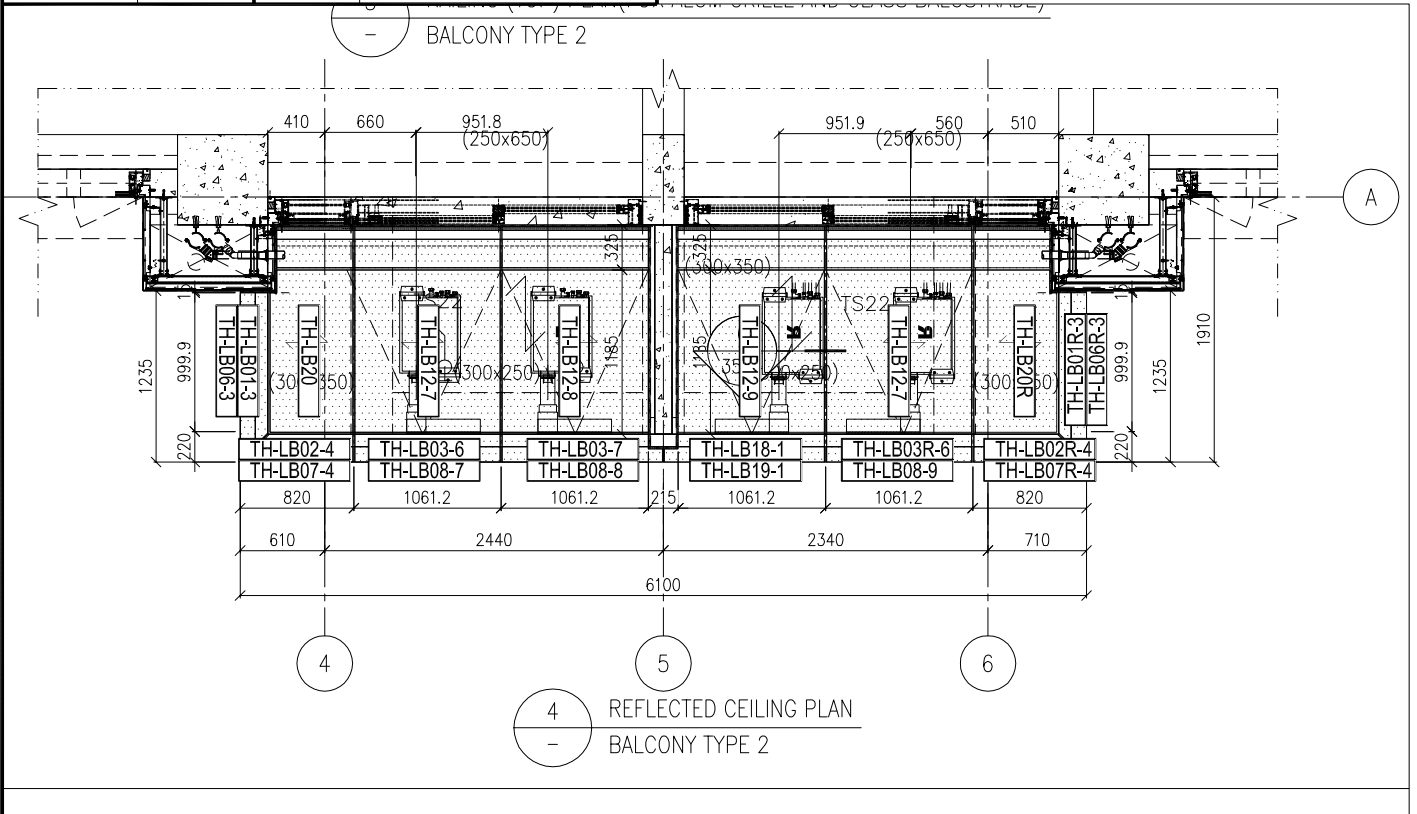 BALCONY TYPE 2
-
410
660
951.8
(250x650)
951.9
(250x650)
560
510
A
325
325
(300x350)
TS22
1185
1185
TH-LB06-3
TH-LB01-3
TH-LB20
TH-LB12-7
TH-LB12-8
TH-LB12-9
TH-LB12-7
TH-LB20R
TH-LB01R-3
TH-LB06R-3
1235
999.9
220
999.9
220
1235
1910
TH-LB02-4
TH-LB03-6
TH-LB03-7
TH-LB18-1
TH-LB03R-6
TH-LB02R-4
TH-LB07-4
TH-LB08-7
TH-LB08-8
TH-LB19-1
TH-LB08-9
TH-LB07R-4
820
1061.2
1061.2
215
1061.2
1061.2
820
610
2440
2340
710
6100
4
5
6
4
REFLECTED CEILING PLAN
-
BALCONY TYPE 2